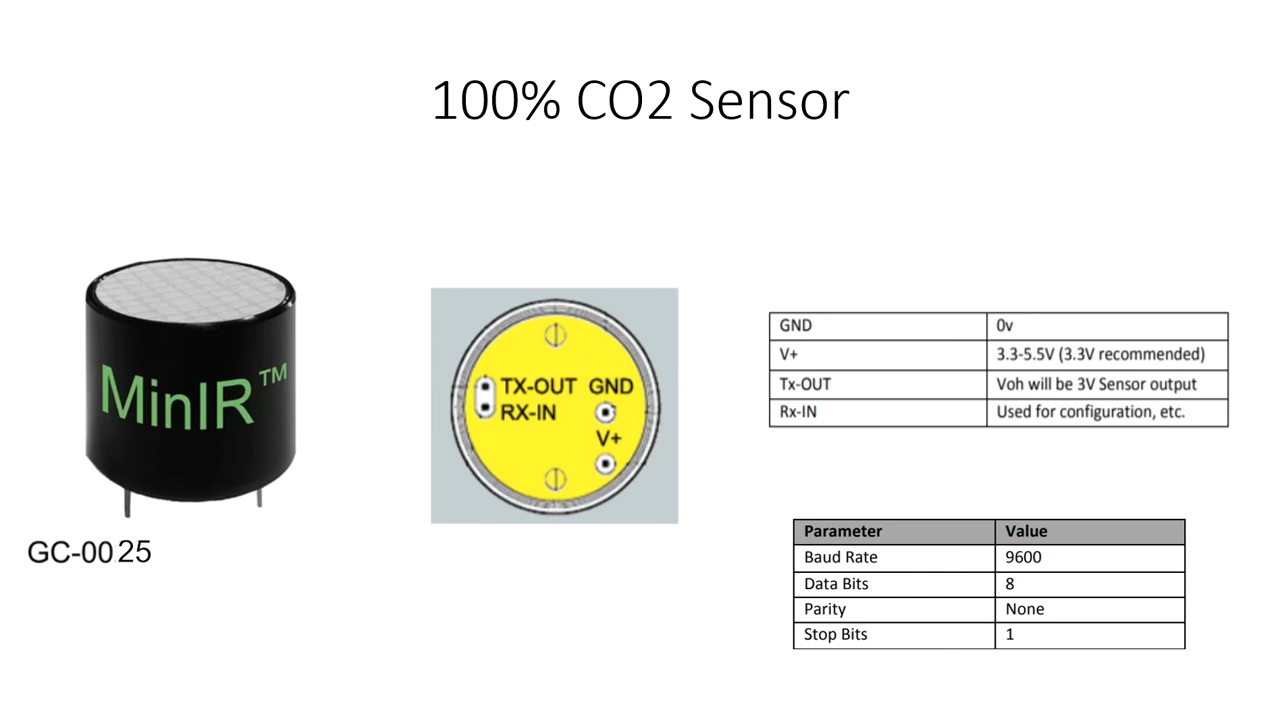 100% CO2 Sensor
MinIR™
GC-0025
TX-OUT GND
RX-IN
V+
GND 0v
V+ 3.3-5.5V (3.3V recommended)
Tx-OUT Voh will be 3V Sensor output
Rx-IN Used for configuration, etc.
Parameter Value
Baud Rate 9600
Data Bits 8
Parity None
Stop Bits 1